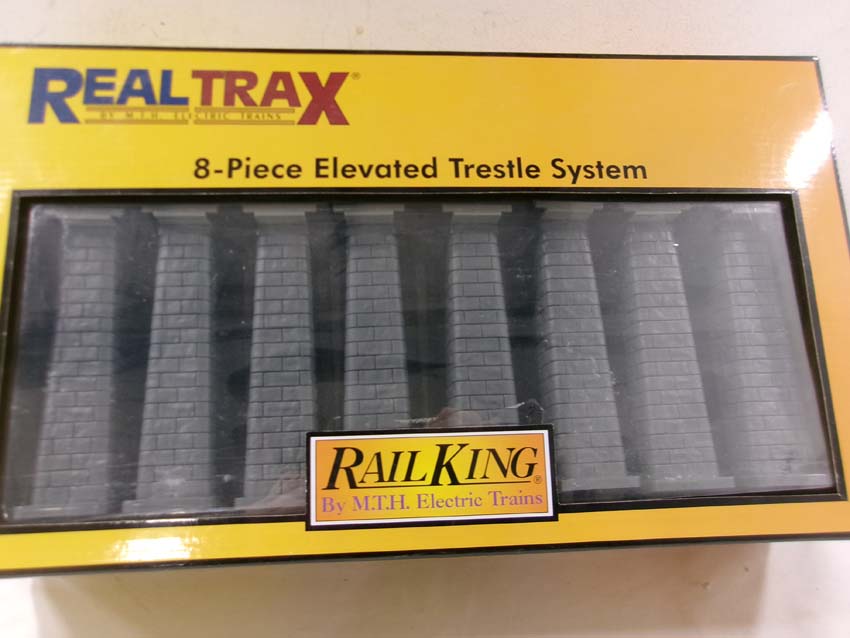 REALTRAX®
BY M.T.H. ELECTRIC TRAINS
8-Piece Elevated Trestle System
RAILKING®
By M.T.H. Electric Trains